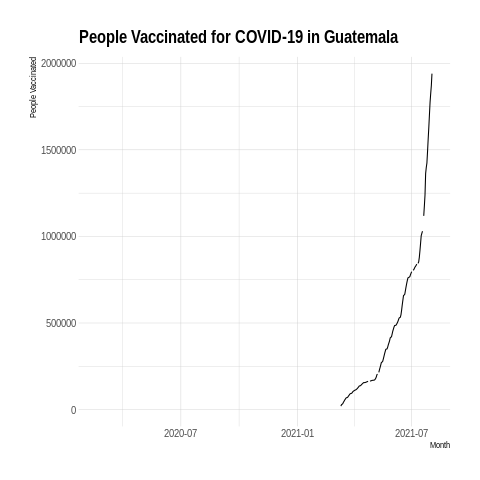 People Vaccinated for COVID-19 in Guatemala
People Vaccinated
2000000
1500000
1000000
500000
0
2020-07
2021-01
2021-07
Month